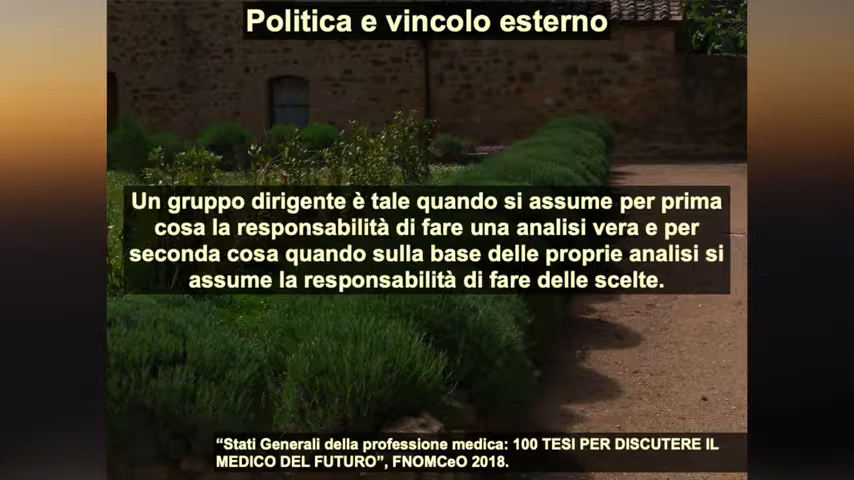 Politica e vincolo esterno
Un gruppo dirigente è tale quando si assume per prima
cosa la responsabilità di fare una analisi vera e per
seconda cosa quando sulla base delle proprie analisi si
assume la responsabilità di fare delle scelte.
“Stati Generali della professione medica: 100 TESI PER DISCUTERE IL
MEDICO DEL FUTURO”, FNOMCeO 2018.